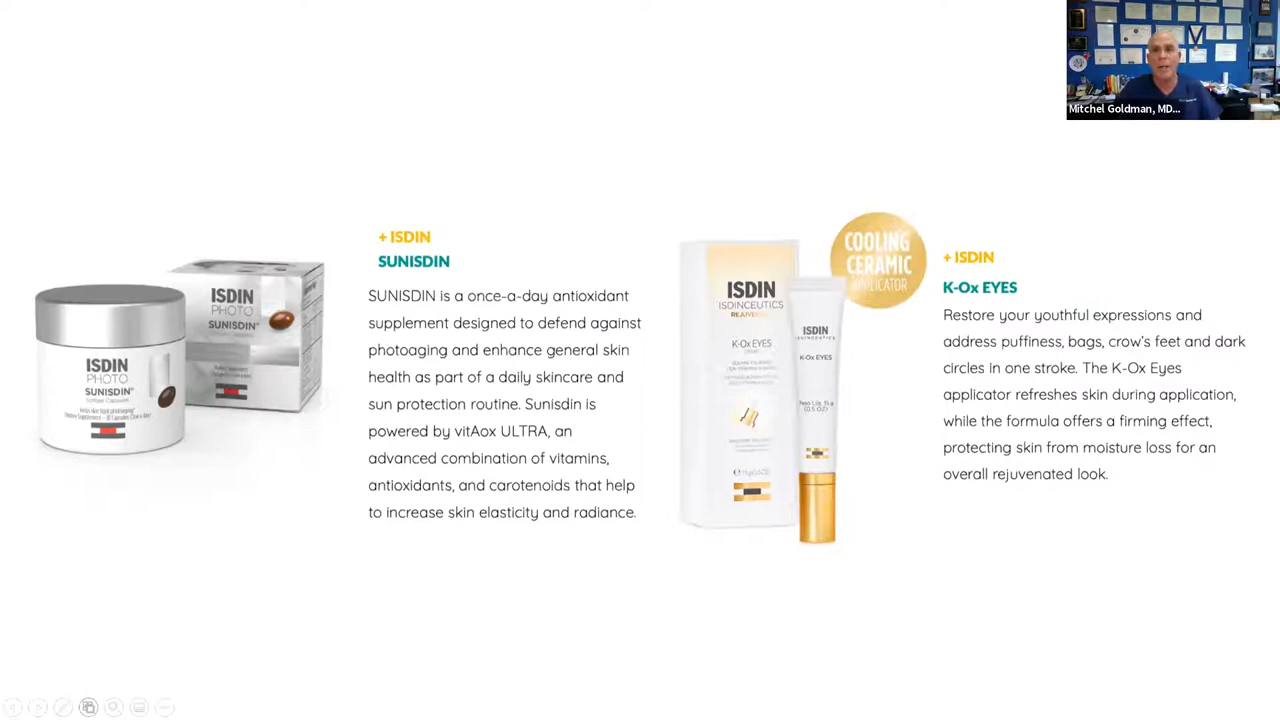 Mitchel Goldman, MD...
+ ISDIN
SUNISDIN
SUNISDIN is a once-a-day antioxidant
supplement designed to defend against
photoaging and enhance general skin
health as part of a daily skincare and
sun protection routine. Sunisdin is
powered by vitAox ULTRA, an
advanced combination of vitamins,
antioxidants, and carotenoids that help
to increase skin elasticity and radiance.
ISDIN
PHOTO
SUNISDIN
Softgel Capsules
ISDIN
PHOTO
SUNISDIN
COOLING
CERAMIC
APPLICATOR
ISDIN
ISDINCEUTICS
K-Ox EYES
ISDIN
K-Ox EYES
(0.5 OZ)
+ ISDIN
K-Ox EYES
Restore your youthful expressions and
address puffiness, bags, crow's feet and dark
circles in one stroke. The K-Ox Eyes
applicator refreshes skin during application,
while the formula offers a firming effect,
protecting skin from moisture loss for an
overall rejuvenated look.